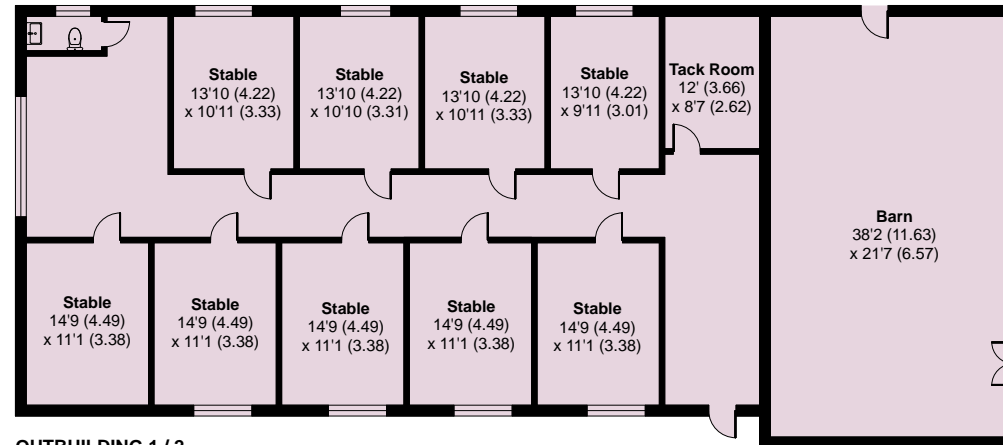 Stable
13'10 (4.22)
x 10'11 (3.33)
Stable
13'10 (4.22)
x 10'10 (3.31)
Stable
13'10 (4.22)
x 10'11 (3.33)
Stable
13'10 (4.22)
x 9'11 (3.01)
Tack Room
12' (3.66)
x 8'7 (2.62)
Barn
38'2 (11.63)
x 21'7 (6.57)
Stable
14'9 (4.49)
x 11'1 (3.38)
Stable
14'9 (4.49)
x 11'1 (3.38)
Stable
14'9 (4.49)
x 11'1 (3.38)
Stable
14'9 (4.49)
x 11'1 (3.38)
Stable
14'9 (4.49)
x 11'1 (3.38)
OUTBUILDING 1 / 2